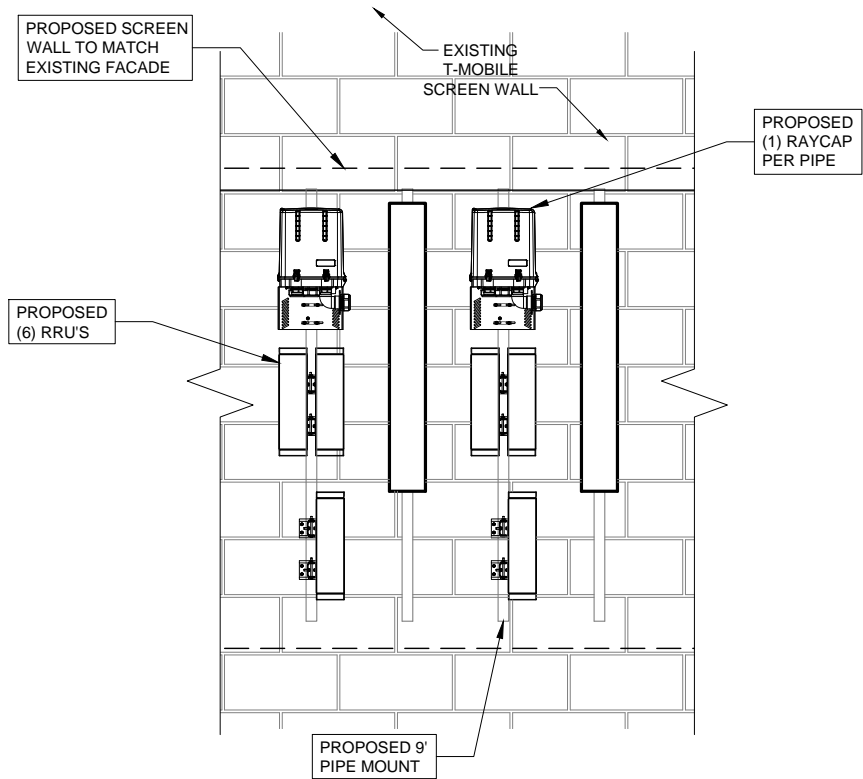 PROPOSED SCREEN
WALL TO MATCH
EXISTING FACADE
EXISTING
T-MOBILE
SCREEN WALL
PROPOSED
(1) RAYCAP
PER PIPE
PROPOSED
(6) RRU'S
PROPOSED 9'
PIPE MOUNT